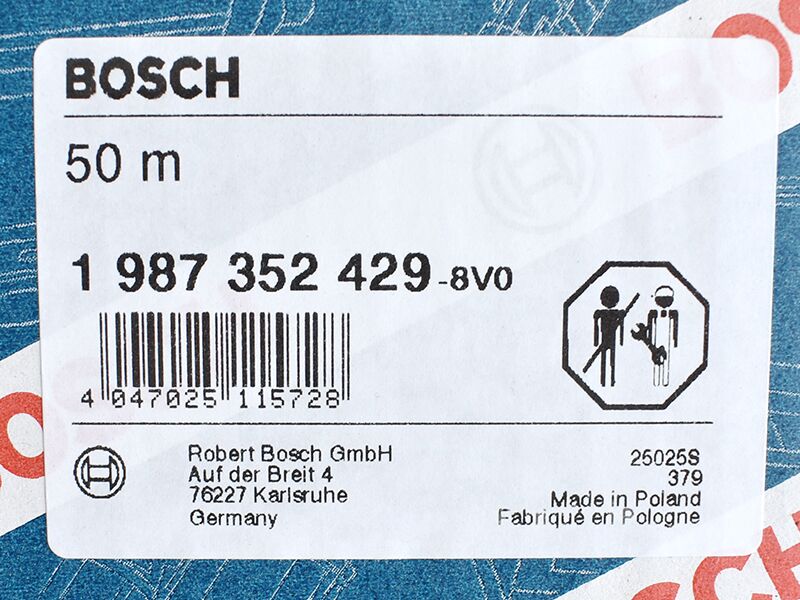 BOSCH
50 m
1 987 352 429 -8V0
4 047025 115728
Robert Bosch GmbH
Auf der Breit 4
76227 Karlsruhe
Germany
25025S
379
Made in Poland
Fabriqué en Pologne